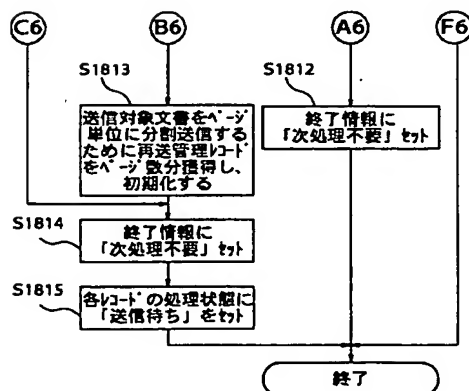 C6
B6
A6
F6
S1813
送信対象文書をページ
単位に分割送信する
ために再送管理ﾚｺｰﾄﾞ
をﾍﾟｰｼﾞ数分獲得し、
初期化する
S1812
終了情報に
「次処理不要」セット
S1814
終了情報に
「次処理不要」セット
S1815
各ﾚｺｰﾄﾞの処理状態に
「送信待ち」をセット
終了